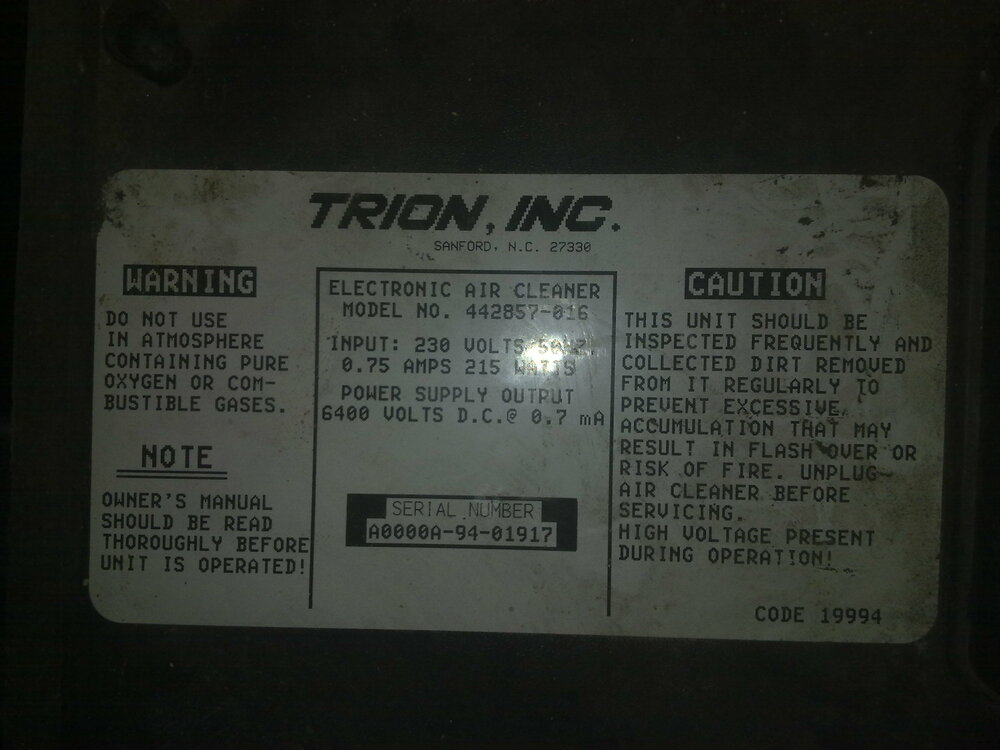 TRION, INC.
SANFORD, N.C. 27330
WARNING
DO NOT USE
IN ATMOSPHERE
CONTAINING PURE
OXYGEN OR COM-
BUSTIBLE GASES.
NOTE
OWNER'S MANUAL
SHOULD BE READ
THOROUGHLY BEFORE
UNIT IS OPERATED!
ELECTRONIC AIR CLEANER
MODEL NO. 442857-016
INPUT: 230 VOLTS 50HZ.
0.75 AMPS 215 WATTS
POWER SUPPLY OUTPUT
6400 VOLTS D.C.@ 0.7 mA
SERIAL NUMBER
A0000A-94-01917
CAUTION
THIS UNIT SHOULD BE
INSPECTED FREQUENTLY AND
COLLECTED DIRT REMOVED
FROM IT REGULARLY TO
PREVENT EXCESSIVE
ACCUMULATION THAT MAY
RESULT IN FLASH OVER OR
RISK OF FIRE. UNPLUG
AIR CLEANER BEFORE
SERVICING.
HIGH VOLTAGE PRESENT
DURING OPERATION!
CODE 19994